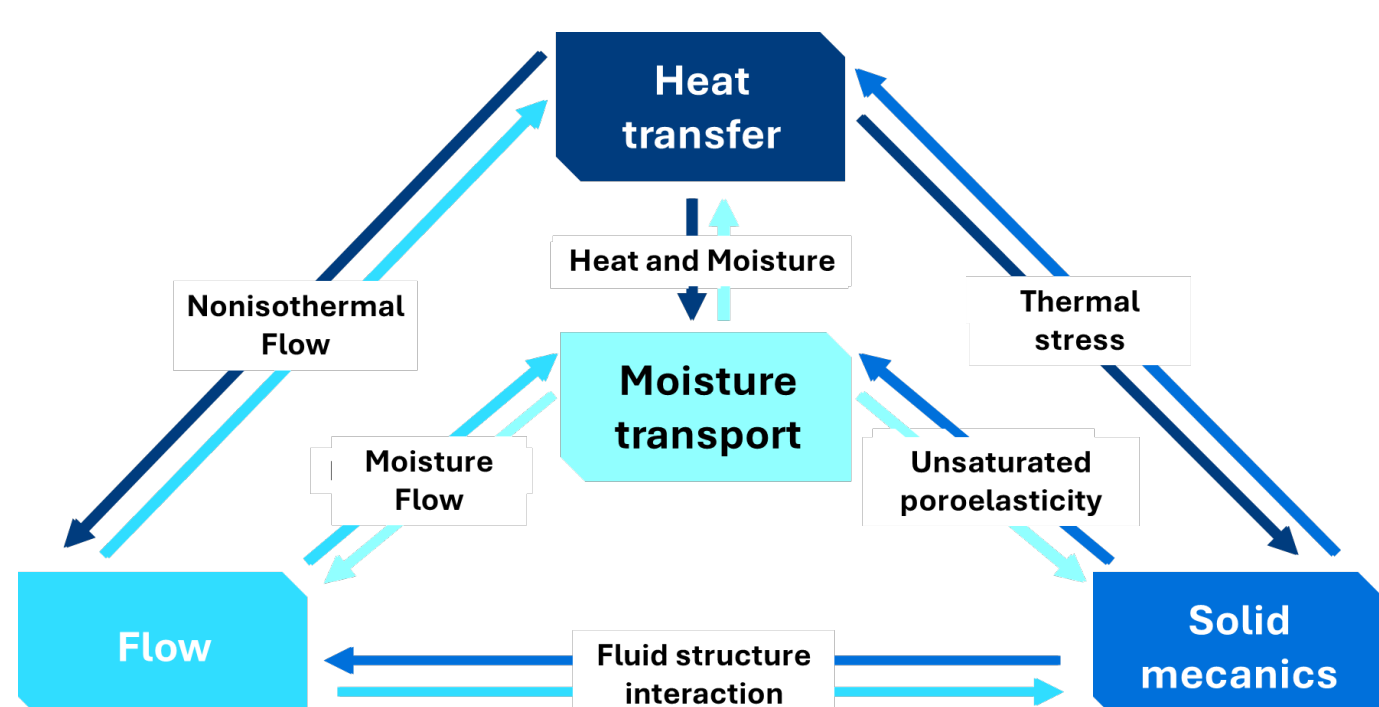 Heat
transfer
Heat and Moisture
Nonisothermal
Flow
Thermal
stress
Moisture
transport
Moisture
Flow
Unsaturated
poroelasticity
Flow
Fluid structure
interaction
Solid
mecanics